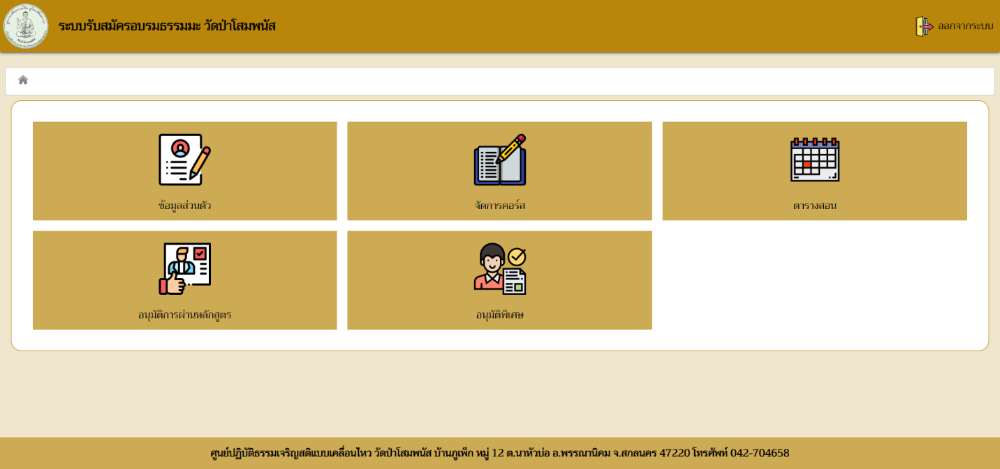 ระบบรับสมัครอบรมธรรมมะ วัดป่าโสมพนัส
ออกจากระบบ
ข้อมูลส่วนตัว
จัดการคอร์ส
ตารางสอน
อนุมัติการผ่านหลักสูตร
อนุมัติพิเศษ
ศูนย์ปฏิบัติธรรมเจริญสติแบบเคลื่อนไหว วัดป่าโสมพนัส บ้านภูเพ็ก หมู่ 12 ต.นาหัวบ่อ อ.พรรณานิคม จ.สกลนคร 47220 โทรศัพท์ 042-704658